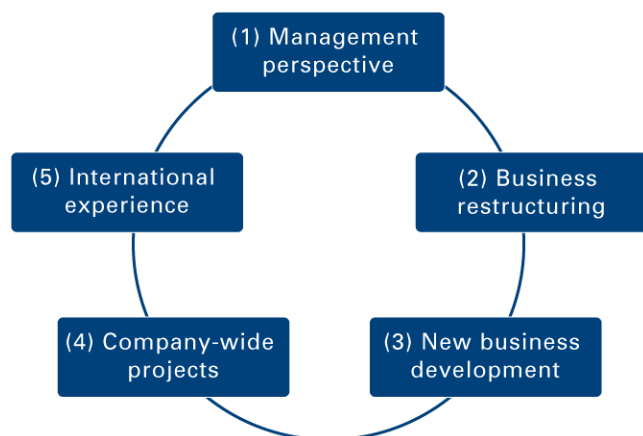 (1) Management
perspective
(2) Business
restructuring
(3) New business
development
(4) Company-wide
projects
(5) International
experience